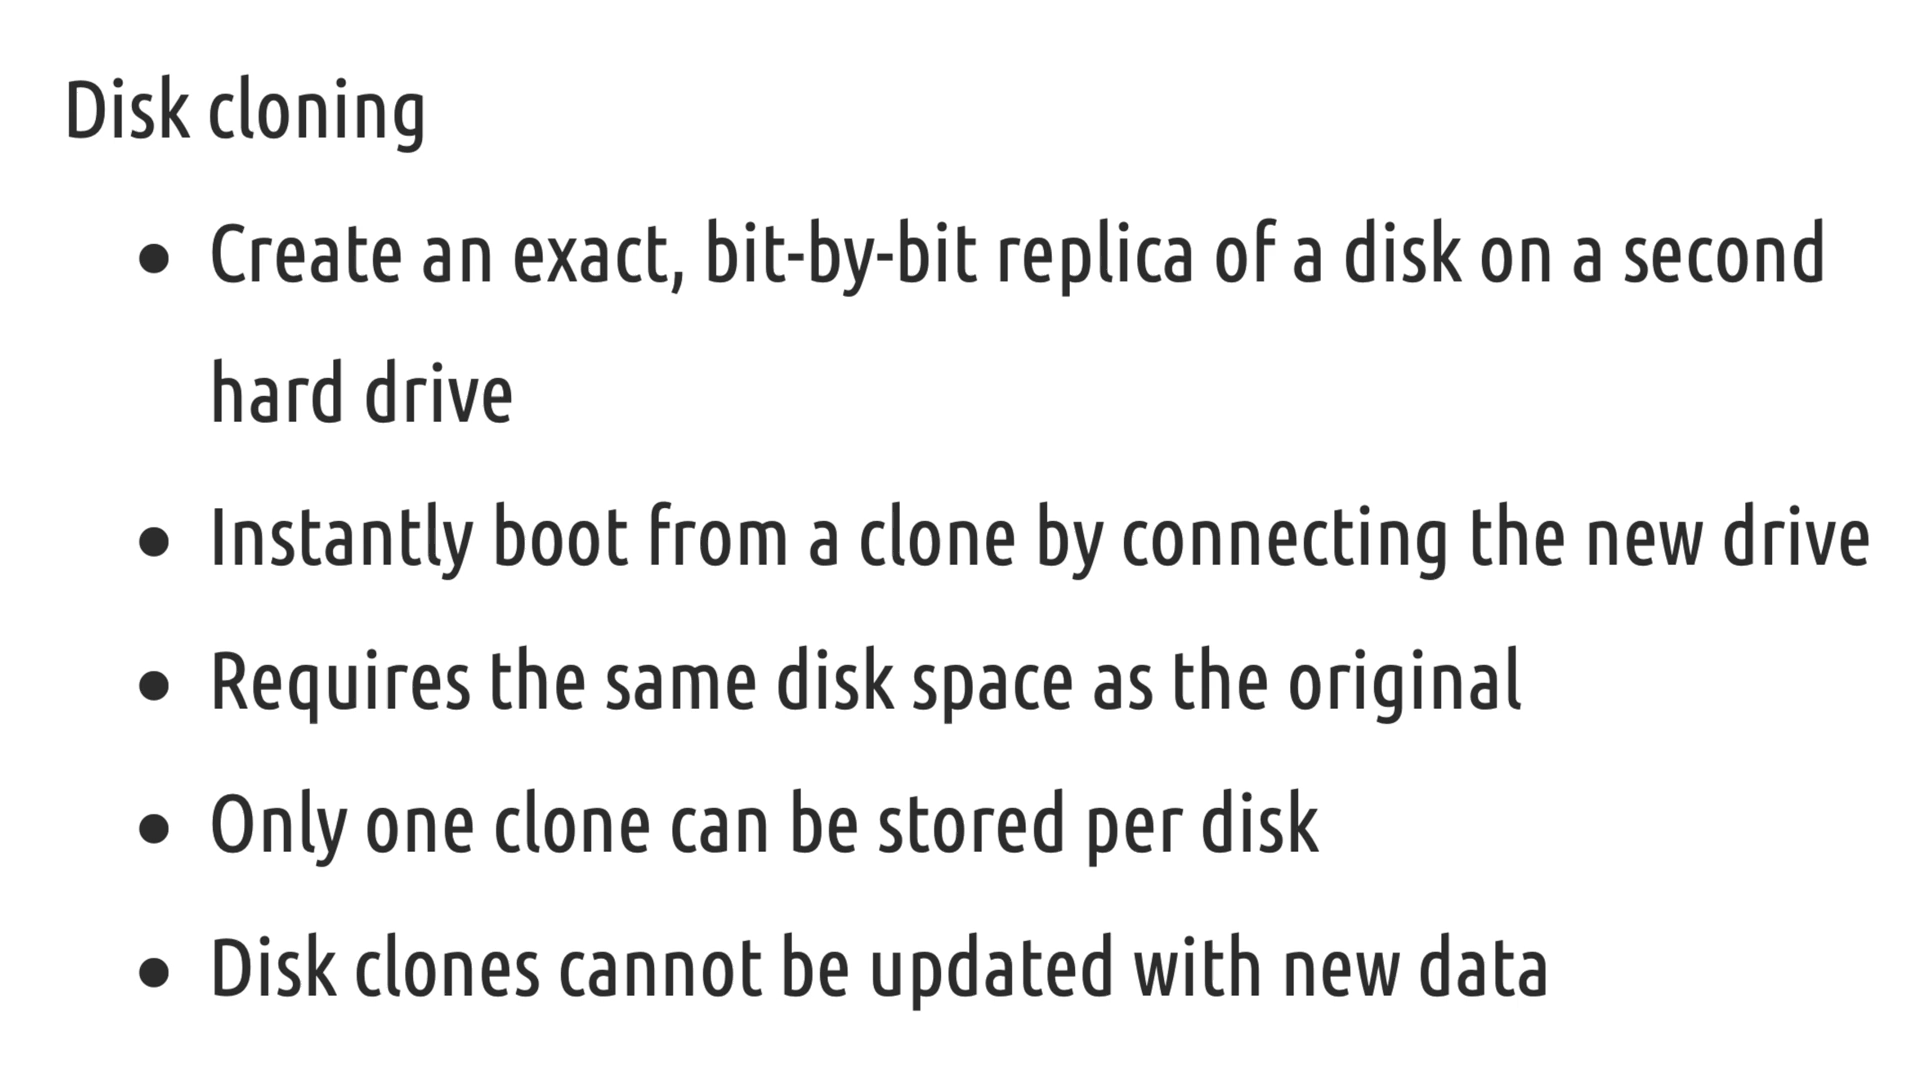 Disk cloning
• Create an exact, bit-by-bit replica of a disk on a second
hard drive
• Instantly boot from a clone by connecting the new drive
• Requires the same disk space as the original
• Only one clone can be stored per disk
• Disk clones cannot be updated with new data